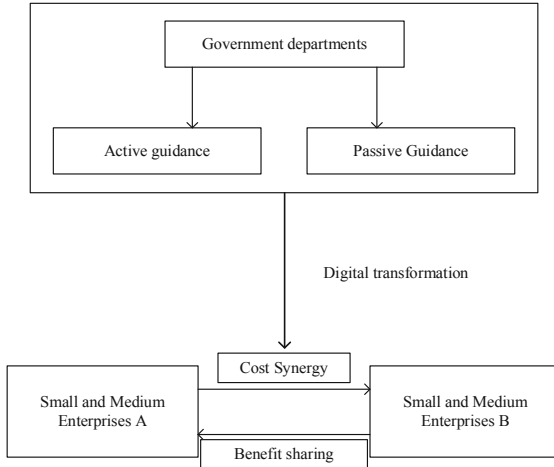 Government departments
Active guidance
Passive Guidance
Digital transformation
Cost Synergy
Small and Medium
Enterprises A
Small and Medium
Enterprises B
Benefit sharing